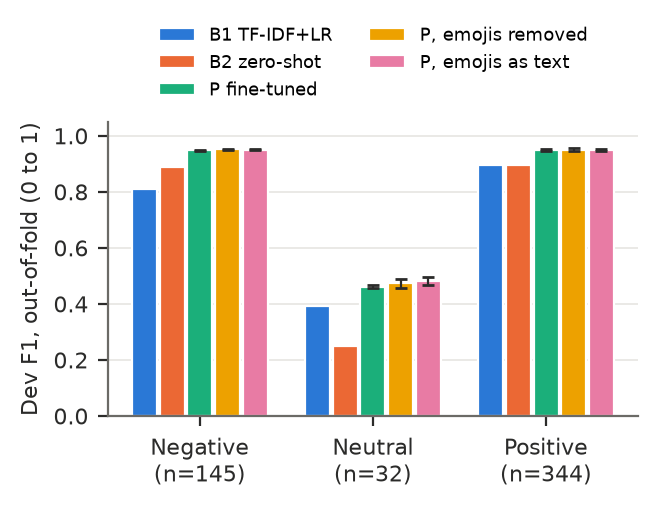 B1 TF-IDF+LR
B2 zero-shot
P fine-tuned
P, emojis removed
P, emojis as text
Dev F1, out-of-fold (0 to 1)
1.0
0.8
0.6
0.4
0.2
0.0
Negative
(n=145)
Neutral
(n=32)
Positive
(n=344)